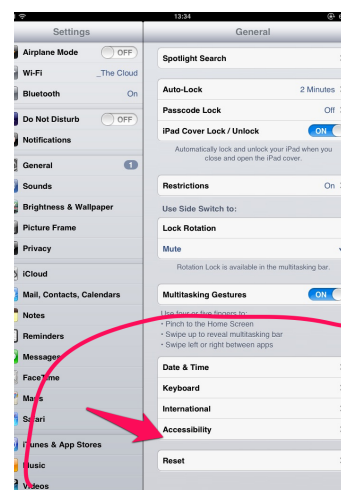 13:34
Settings
General
Airplane Mode OFF
Wi-Fi _The Cloud
Bluetooth On
Do Not Disturb OFF
Notifications
General 1
Sounds
Brightness & Wallpaper
Picture Frame
Privacy
iCloud
Mail, Contacts, Calendars
Notes
Reminders
Messages
FaceTime
Maps
Safari
iTunes & App Stores
Music
Videos
Spotlight Search
Auto-Lock 2 Minutes
Passcode Lock Off
iPad Cover Lock / Unlock ON
Automatically lock and unlock your iPad when you
close and open the iPad cover.
Restrictions On
Use Side Switch to:
Lock Rotation
Mute
Rotation Lock is available in the multitasking bar.
Multitasking Gestures ON
Use four or five fingers to:
• Pinch to the Home Screen
• Swipe up to reveal multitasking bar
• Swipe left or right between apps
Date & Time
Keyboard
International
Accessibility
Reset